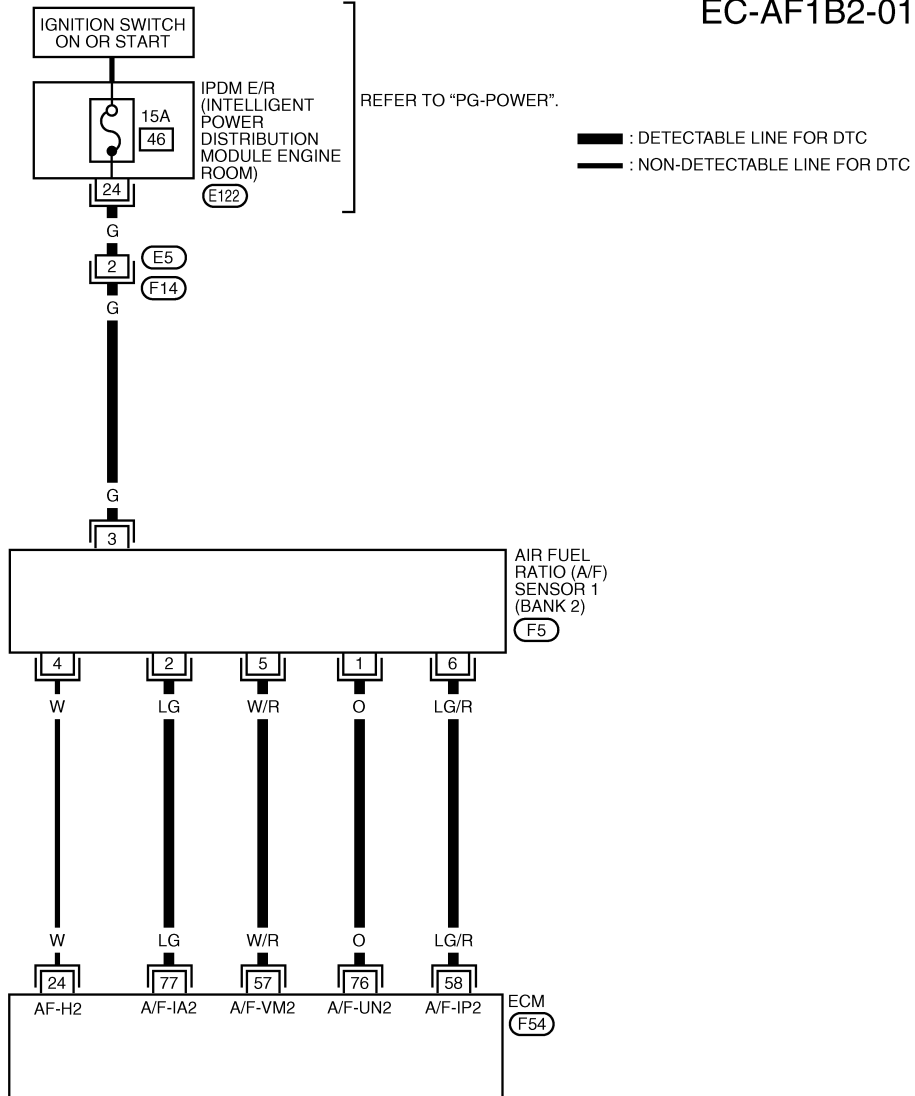 EC-AF1B2-01
IGNITION SWITCH
ON OR START
IPDM E/R
(INTELLIGENT
POWER
DISTRIBUTION
MODULE ENGINE
ROOM)
E122
15A
46
REFER TO “PG-POWER”.
: DETECTABLE LINE FOR DTC
: NON-DETECTABLE LINE FOR DTC
24
G
2
E5
F14
G
G
3
AIR FUEL
RATIO (A/F)
SENSOR 1
(BANK 2)
F5
4 2 5 1 6
W LG W/R O LG/R
W LG W/R O LG/R
24 77 57 76 58
AF-H2 A/F-IA2 A/F-VM2 A/F-UN2 A/F-IP2
ECM
F54